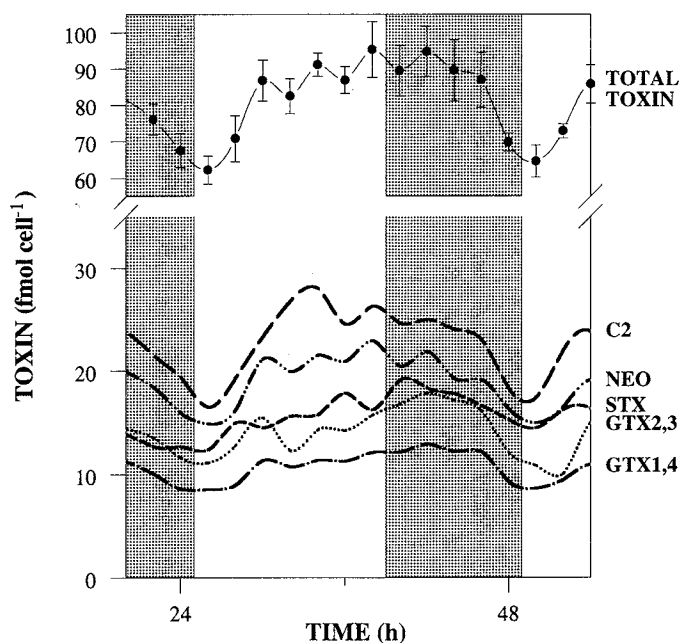 100
90
80
70
60
TOTAL
TOXIN
30
20
10
0
TOXIN (fmol cell⁻¹)
C2
NEO
STX
GTX2,3
GTX1,4
24
48
TIME (h)